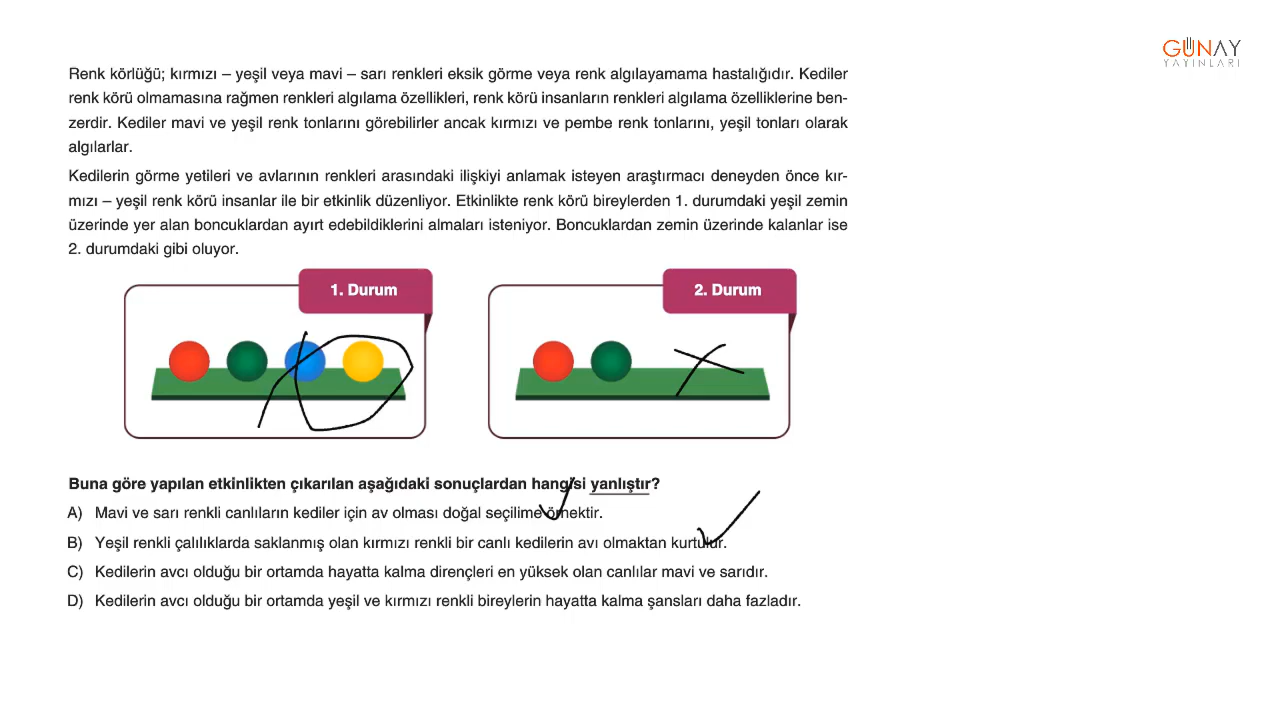 GÜNAY
YAYINLARI
Renk körlüğü; kırmızı – yeşil veya mavi – sarı renkleri eksik görme veya renk algılayamama hastalığıdır. Kediler
renk körü olmamasına rağmen renkleri algılama özellikleri, renk körü insanların renkleri algılama özelliklerine ben-
zerdir. Kediler mavi ve yeşil renk tonlarını görebilirler ancak kırmızı ve pembe renk tonlarını, yeşil tonları olarak
algılarlar.
Kedilerin görme yetileri ve avlarının renkleri arasındaki ilişkiyi anlamak isteyen araştırmacı deneyden önce kır-
mızı – yeşil renk körü insanlar ile bir etkinlik düzenliyor. Etkinlikte renk körü bireylerden 1. durumdaki yeşil zemin
üzerinde yer alan boncuklardan ayırt edebildiklerini almaları isteniyor. Boncuklardan zemin üzerinde kalanlar ise
2. durumdaki gibi oluyor.
1. Durum
2. Durum
Buna göre yapılan etkinlikten çıkarılan aşağıdaki sonuçlardan hangisi yanlıştır?
A) Mavi ve sarı renkli canlıların kediler için av olması doğal seçilime örnektir.
B) Yeşil renkli çalılıklarda saklanmış olan kırmızı renkli bir canlı kedilerin avı olmaktan kurtulur.
C) Kedilerin avcı olduğu bir ortamda hayatta kalma dirençleri en yüksek olan canlılar mavi ve sarıdır.
D) Kedilerin avcı olduğu bir ortamda yeşil ve kırmızı renkli bireylerin hayatta kalma şansları daha fazladır.